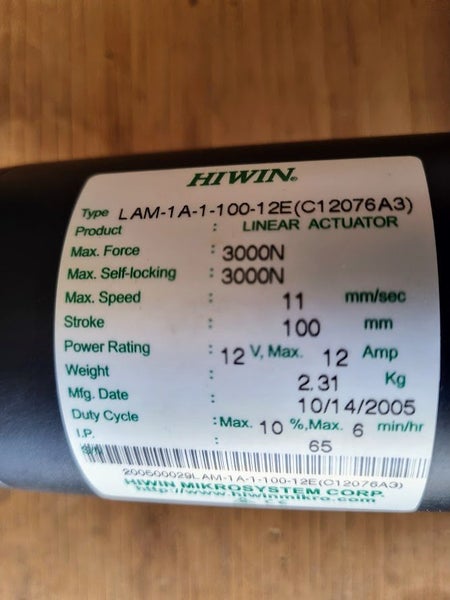 HIWIN®
Type LAM-1A-1-100-12E(C12076A3)
Product : LINEAR ACTUATOR
Max. Force : 3000N
Max. Self-locking : 3000N
Max. Speed : 11 mm/sec
Stroke : 100 mm
Power Rating : 12 V, Max. 12 Amp
Weight : 2.31 Kg
Mfg. Date : 10/14/2005
Duty Cycle : Max. 10 %, Max. 6 min/hr
I.P. : 65
200500029LAM-1A-1-100-12E(C12076A3)
HIWIN MIKROSYSTEM CORP.
http://www.hiwinmikro.com